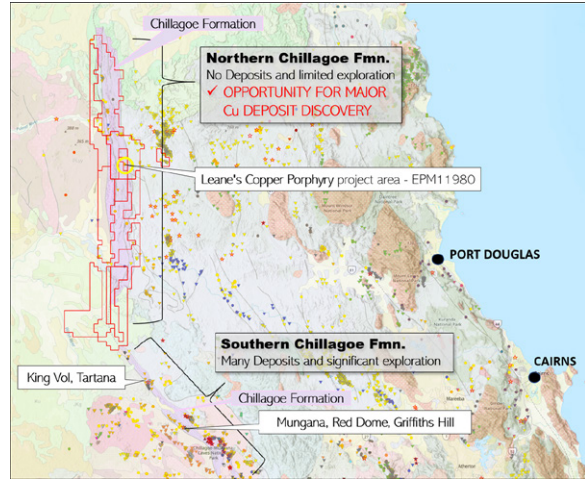 Chillagoe Formation
Northern Chillagoe Fmn.
No Deposits and limited exploration
✓ OPPORTUNITY FOR MAJOR
Cu DEPOSIT DISCOVERY
Leane's Copper Porphyry project area - EPM11980
PORT DOUGLAS
Southern Chillagoe Fmn.
Many Deposits and significant exploration
CAIRNS
King Vol, Tartana
Chillagoe Formation
Mareeba
Mungana, Red Dome, Griffiths Hill
Atherton